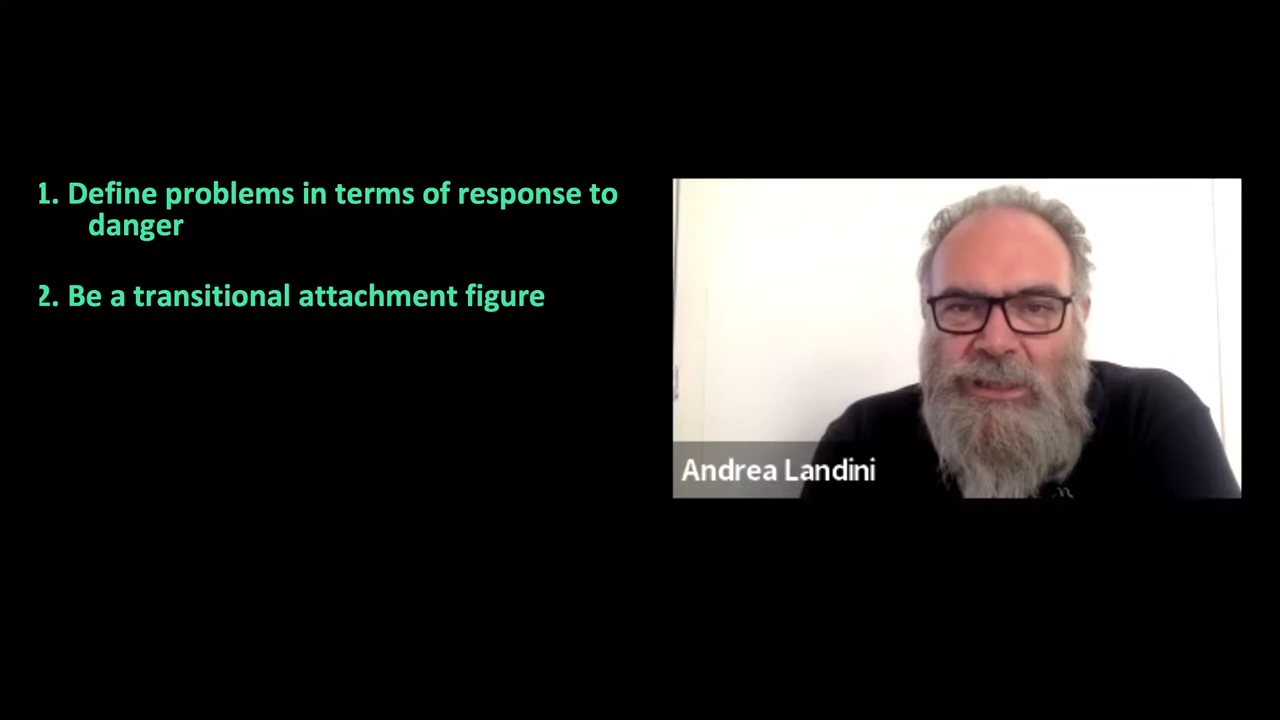 1. Define problems in terms of response to
danger
2. Be a transitional attachment figure
Andrea Landini